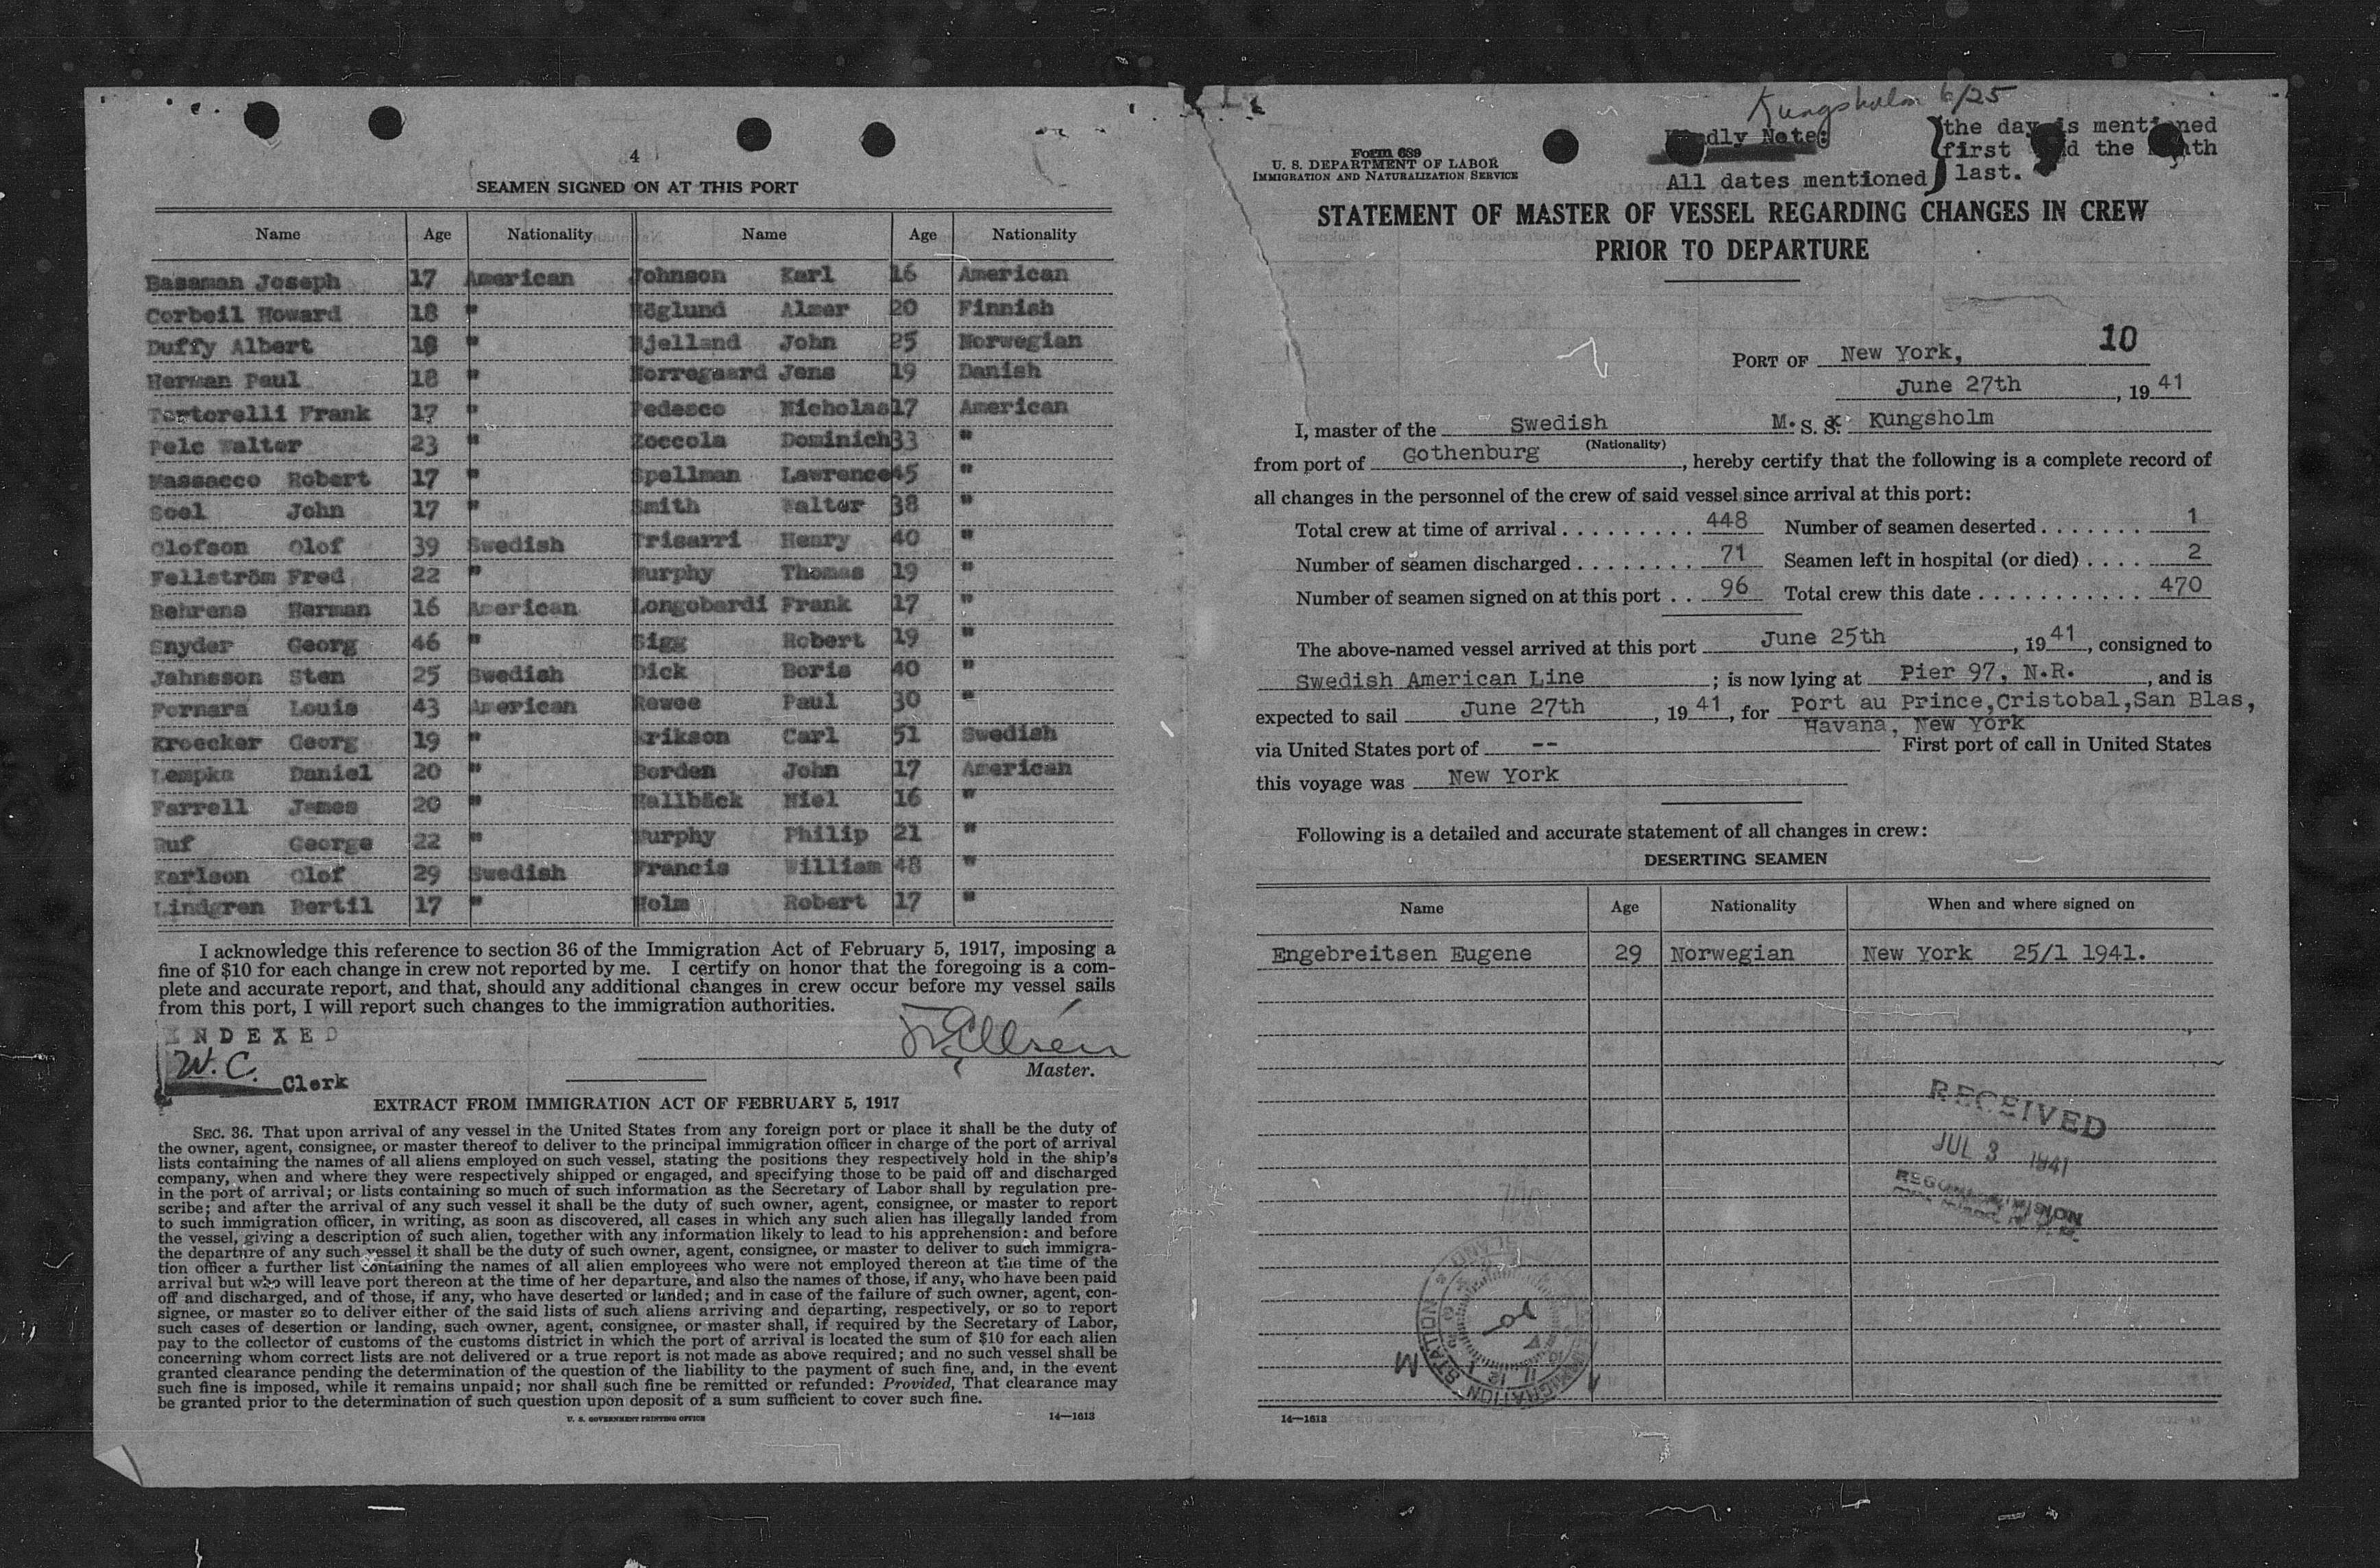 4
SEAMEN SIGNED ON AT THIS PORT
Name Age Nationality Name Age Nationality
Bassman Joseph 17 American Johnson Karl 16 American
Corbeil Howard 18 " Höglund Almer 20 Finnish
Duffy Albert 18 " Bjelland John 25 Norwegian
Herman Paul 18 " Norregaard Jens 19 Danish
Tortorelli Frank 17 " Nicholas 17 American
Pelc Walter 23 " Zoccola Dominich 33 "
Massacco Robert 17 " Spellman Lawrence 45 "
John 17 " Smith Walter 38 "
Olofson Olof 39 Swedish Henry 40 "
Fellström Fred 22 " Murphy Thomas 19 "
Behrens Herman 16 American Longobardi Frank 17 "
Snyder Georg 46 " Sigg Robert 19 "
Jahnsson Sten 25 Swedish Dick Boris 40 "
Fornara Louis 43 American Paul 30 "
Kroecker Georg 19 " Erikson Carl 51 Swedish
Lempka Daniel 20 " Borden John 17 American
Farrell James 20 " Hallbäck Niel 16 "
Ruf George 22 " Murphy Philip 21 "
Karlson Olof 29 Swedish Francis William 48 "
Lindgren Bertil 17 " Holm Robert 17 "
I acknowledge this reference to section 36 of the Immigration Act of February 5, 1917, imposing a
fine of $10 for each change in crew not reported by me. I certify on honor that the foregoing is a com-
plete and accurate report, and that, should any additional changes in crew occur before my vessel sails
from this port, I will report such changes to the immigration authorities.
INDEXED
W. C. Clerk
Master.
EXTRACT FROM IMMIGRATION ACT OF FEBRUARY 5, 1917
SEC. 36. That upon arrival of any vessel in the United States from any foreign port or place it shall be the duty of
the owner, agent, consignee, or master thereof to deliver to the principal immigration officer in charge of the port of arrival
lists containing the names of all aliens employed on such vessel, stating the positions they respectively hold in the ship's
company, when and where they were respectively shipped or engaged, and specifying those to be paid off and discharged
in the port of arrival; or lists containing so much of such information as the Secretary of Labor shall by regulation pre-
scribe; and after the arrival of any such vessel it shall be the duty of such owner, agent, consignee, or master to report
to such immigration officer, in writing, as soon as discovered, all cases in which any such alien has illegally landed from
the vessel, giving a description of such alien, together with any information likely to lead to his apprehension; and before
the departure of any such vessel it shall be the duty of such owner, agent, consignee, or master to deliver to such immigra-
tion officer a further list containing the names of all alien employees who were not employed thereon at the time of the
arrival but who will leave port thereon at the time of her departure, and also the names of those, if any, who have been paid
off and discharged, and of those, if any, who have deserted or landed; and in case of the failure of such owner, agent, con-
signee, or master so to deliver either of the said lists of such aliens arriving and departing, respectively, or so to report
such cases of desertion or landing, such owner, agent, consignee, or master shall, if required by the Secretary of Labor,
pay to the collector of customs of the customs district in which the port of arrival is located the sum of $10 for each alien
concerning whom correct lists are not delivered or a true report is not made as above required; and no such vessel shall be
granted clearance pending the determination of the question of the liability to the payment of such fine, and, in the event
such fine is imposed, while it remains unpaid; nor shall such fine be remitted or refunded: Provided, That clearance may
be granted prior to the determination of such question upon deposit of a sum sufficient to cover such fine.
U. S. GOVERNMENT PRINTING OFFICE 14—1613
Kungsholm 6/25
Form 689
U. S. DEPARTMENT OF LABOR
IMMIGRATION AND NATURALIZATION SERVICE
Kindly Note:
All dates mentioned
the day is mentioned
first and the month
last.
STATEMENT OF MASTER OF VESSEL REGARDING CHANGES IN CREW
PRIOR TO DEPARTURE
10
PORT OF New York,
June 27th, 1941
I, master of the Swedish M. S. S. Kungsholm
(Nationality)
from port of Gothenburg, hereby certify that the following is a complete record of
all changes in the personnel of the crew of said vessel since arrival at this port:
Total crew at time of arrival . . . . . . . . . 448 Number of seamen deserted . . . . . . . 1
Number of seamen discharged . . . . . . . . 71 Seamen left in hospital (or died) . . . . 2
Number of seamen signed on at this port . . 96 Total crew this date . . . . . . . . . . . 470
The above-named vessel arrived at this port June 25th, 1941, consigned to
Swedish American Line; is now lying at Pier 97, N.R., and is
expected to sail June 27th, 1941, for Port au Prince,Cristobal,San Blas,
Havana, New York
via United States port of -- First port of call in United States
this voyage was New York
Following is a detailed and accurate statement of all changes in crew:
DESERTING SEAMEN
Name Age Nationality When and where signed on
Engebreitsen Eugene 29 Norwegian New York 25/1 1941.
RECEIVED
JUL 3 1941
IMMIGRATION STATION
14—1613